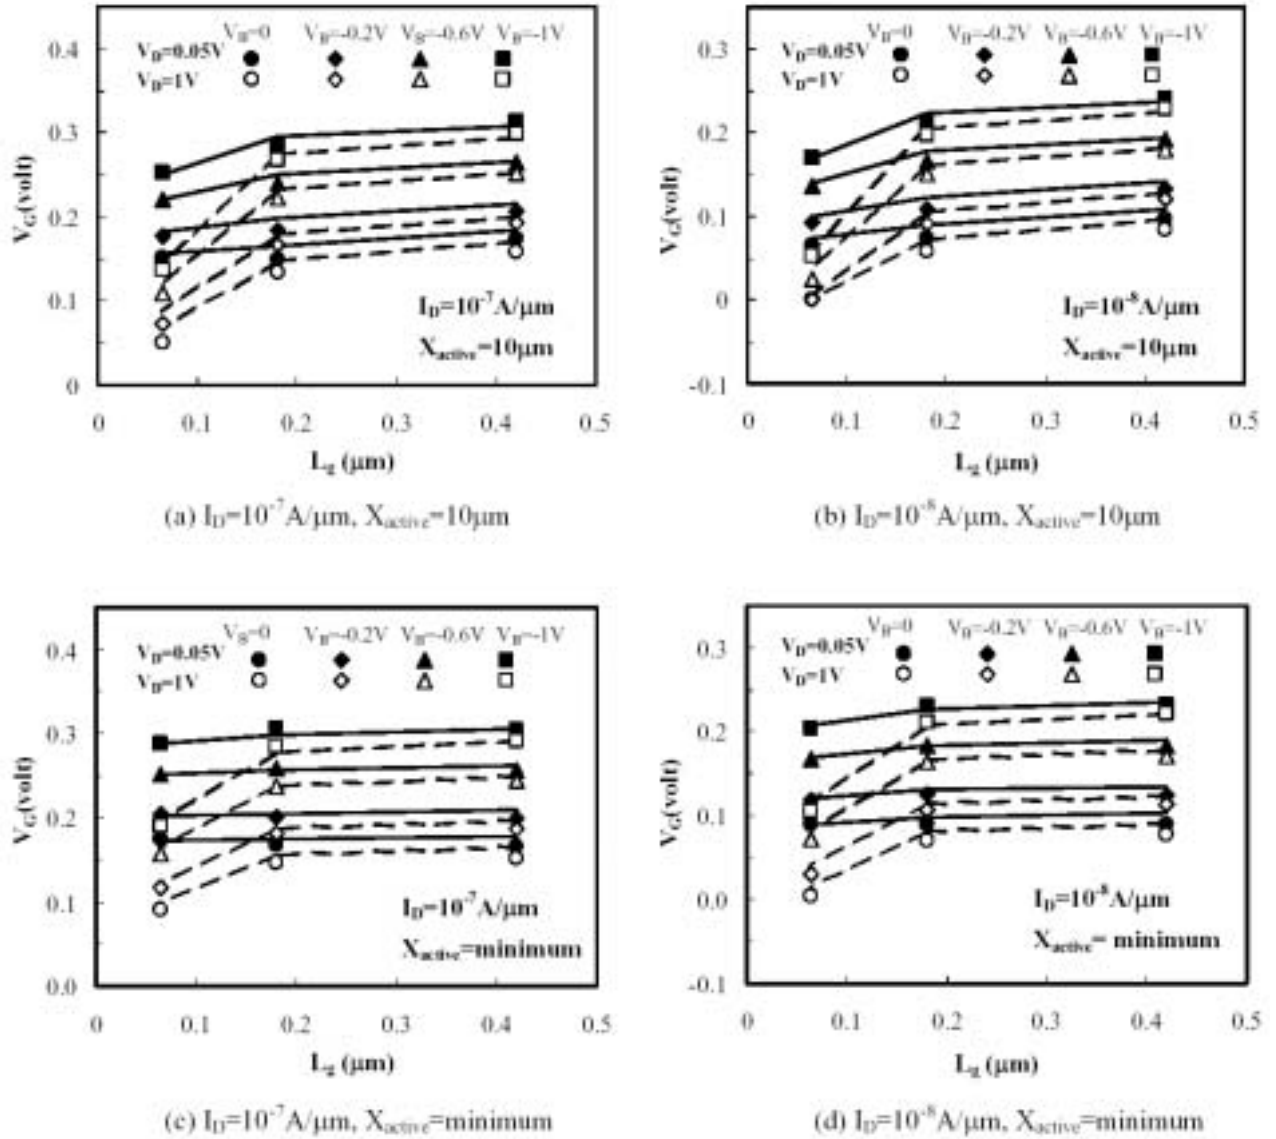 V_B=0 V_B=-0.2V V_B=-0.6V V_B=-1V
V_D=0.05V
V_D=1V
0.4
0.3
0.2
0.1
0
V_G(volt)
I_D=10^-7A/μm
X_active=10μm
0 0.1 0.2 0.3 0.4 0.5
L_g (μm)
(a) I_D=10^-7A/μm, X_active=10μm
V_B=0 V_B=-0.2V V_B=-0.6V V_B=-1V
V_D=0.05V
V_D=1V
0.3
0.2
0.1
0
-0.1
V_G(volt)
I_D=10^-8A/μm
X_active=10μm
0 0.1 0.2 0.3 0.4 0.5
L_g (μm)
(b) I_D=10^-8A/μm, X_active=10μm
V_B=0 V_B=-0.2V V_B=-0.6V V_B=-1V
V_D=0.05V
V_D=1V
0.4
0.3
0.2
0.1
0.0
V_G(volt)
I_D=10^-7A/μm
X_active=minimum
0 0.1 0.2 0.3 0.4 0.5
L_g (μm)
(c) I_D=10^-7A/μm, X_active=minimum
V_B=0 V_B=-0.2V V_B=-0.6V V_B=-1V
V_D=0.05V
V_D=1V
0.3
0.2
0.1
0.0
-0.1
V_G(volt)
I_D=10^-8A/μm
X_active= minimum
0 0.1 0.2 0.3 0.4 0.5
L_g (μm)
(d) I_D=10^-8A/μm, X_active=minimum